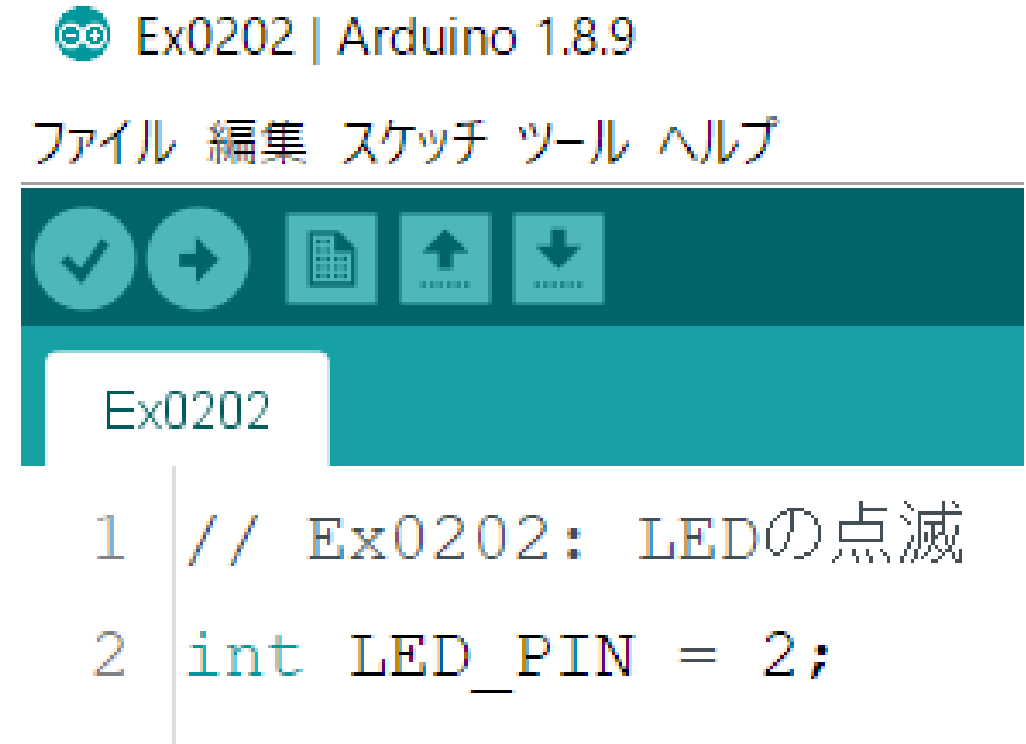 Ex0202 | Arduino 1.8.9
ファイル 編集 スケッチ ツール ヘルプ
Ex0202
1 // Ex0202: LEDの点滅
2 int LED_PIN = 2;